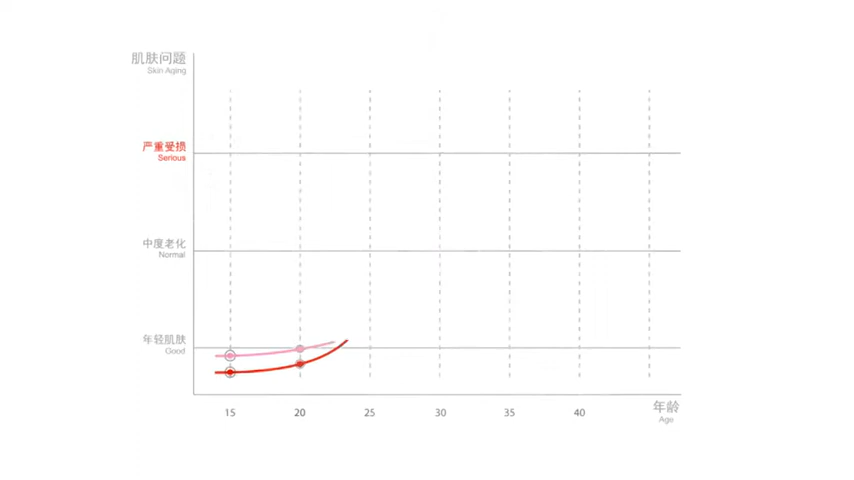 肌肤问题
Skin Aging
严重受损
Serious
中度老化
Normal
年轻肌肤
Good
15 20 25 30 35 40
年龄
Age